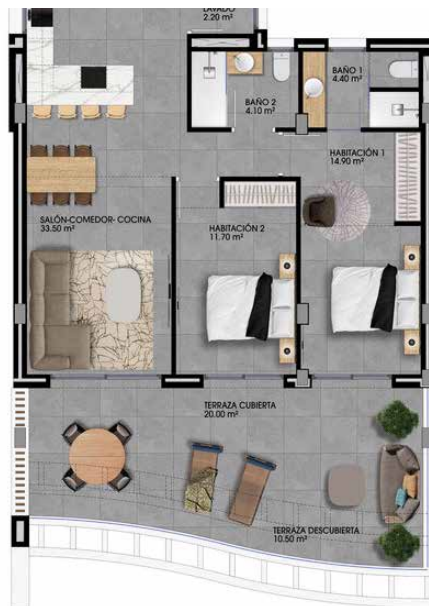 LAVADO
2.20 m²
BAÑO 1
4.40 m²
BAÑO 2
4.10 m²
HABITACIÓN 1
14.90 m²
SALÓN-COMEDOR- COCINA
33.50 m²
HABITACIÓN 2
11.70 m²
TERRAZA CUBIERTA
20.00 m²
TERRAZA DESCUBIERTA
10.50 m²